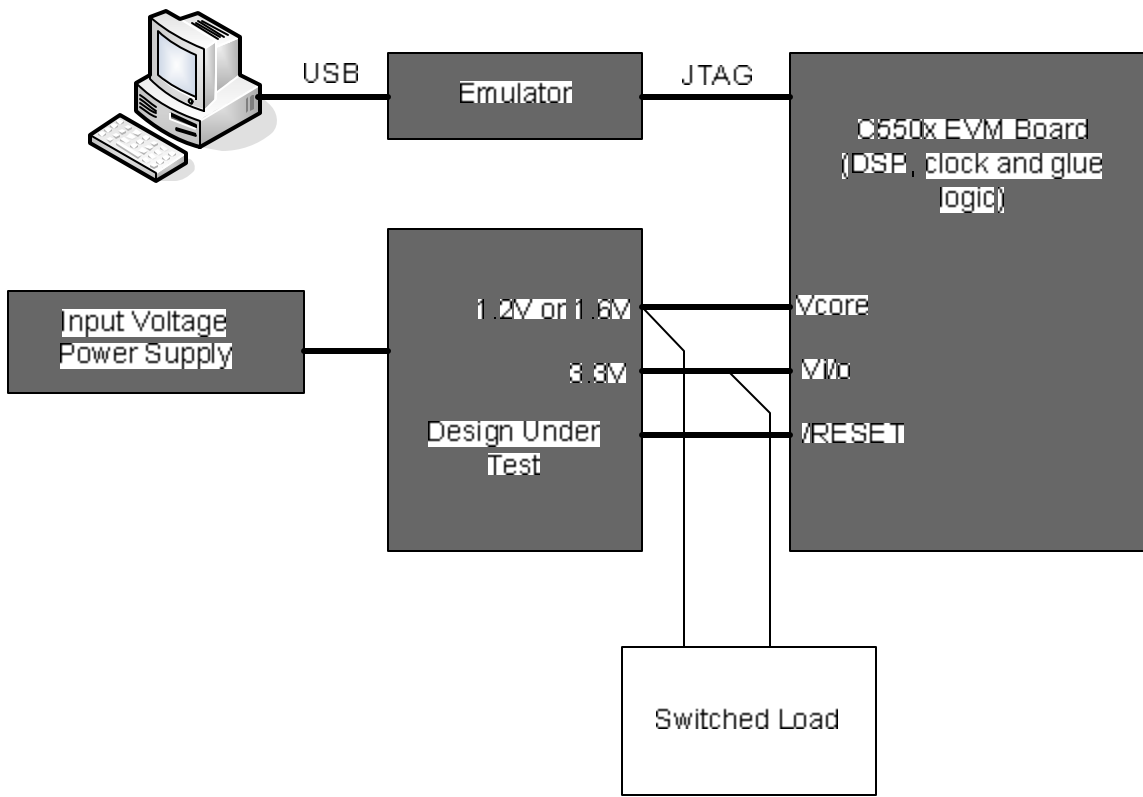 USB
Emulator
JTAG
C550x EVM Board
(DSP, clock and glue
logic)
Input Voltage
Power Supply
1.2V or 1.6V
Vcore
3.3V
VI/o
Design Under
Test
/RESET
Switched Load